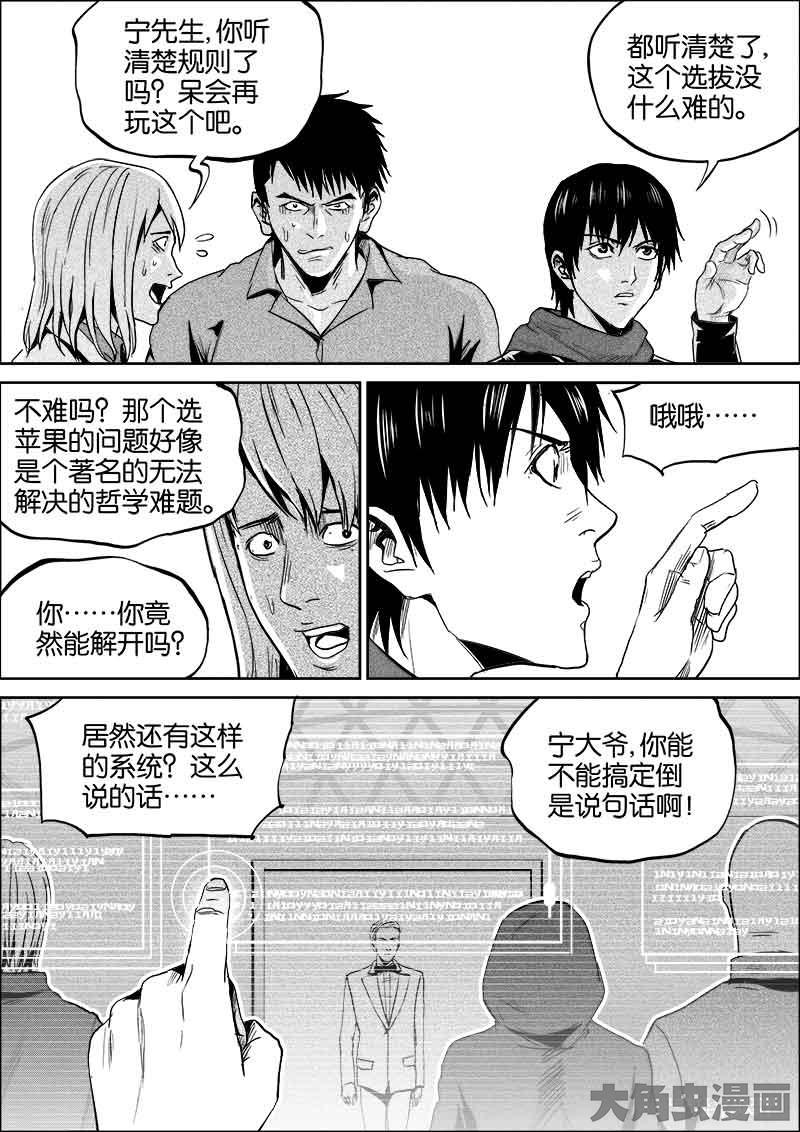 宁先生,你听
清楚规则了
吗？呆会再
玩这个吧。
都听清楚了,
这个选拔没
什么难的。
不难吗？那个选
苹果的问题好像
是个著名的无法
解决的哲学难题。
你……你竟
然能解开吗？
哦哦……
居然还有这样
的系统？这么
说的话……
宁大爷,你能
不能搞定倒
是说句话啊！
大角虫漫画